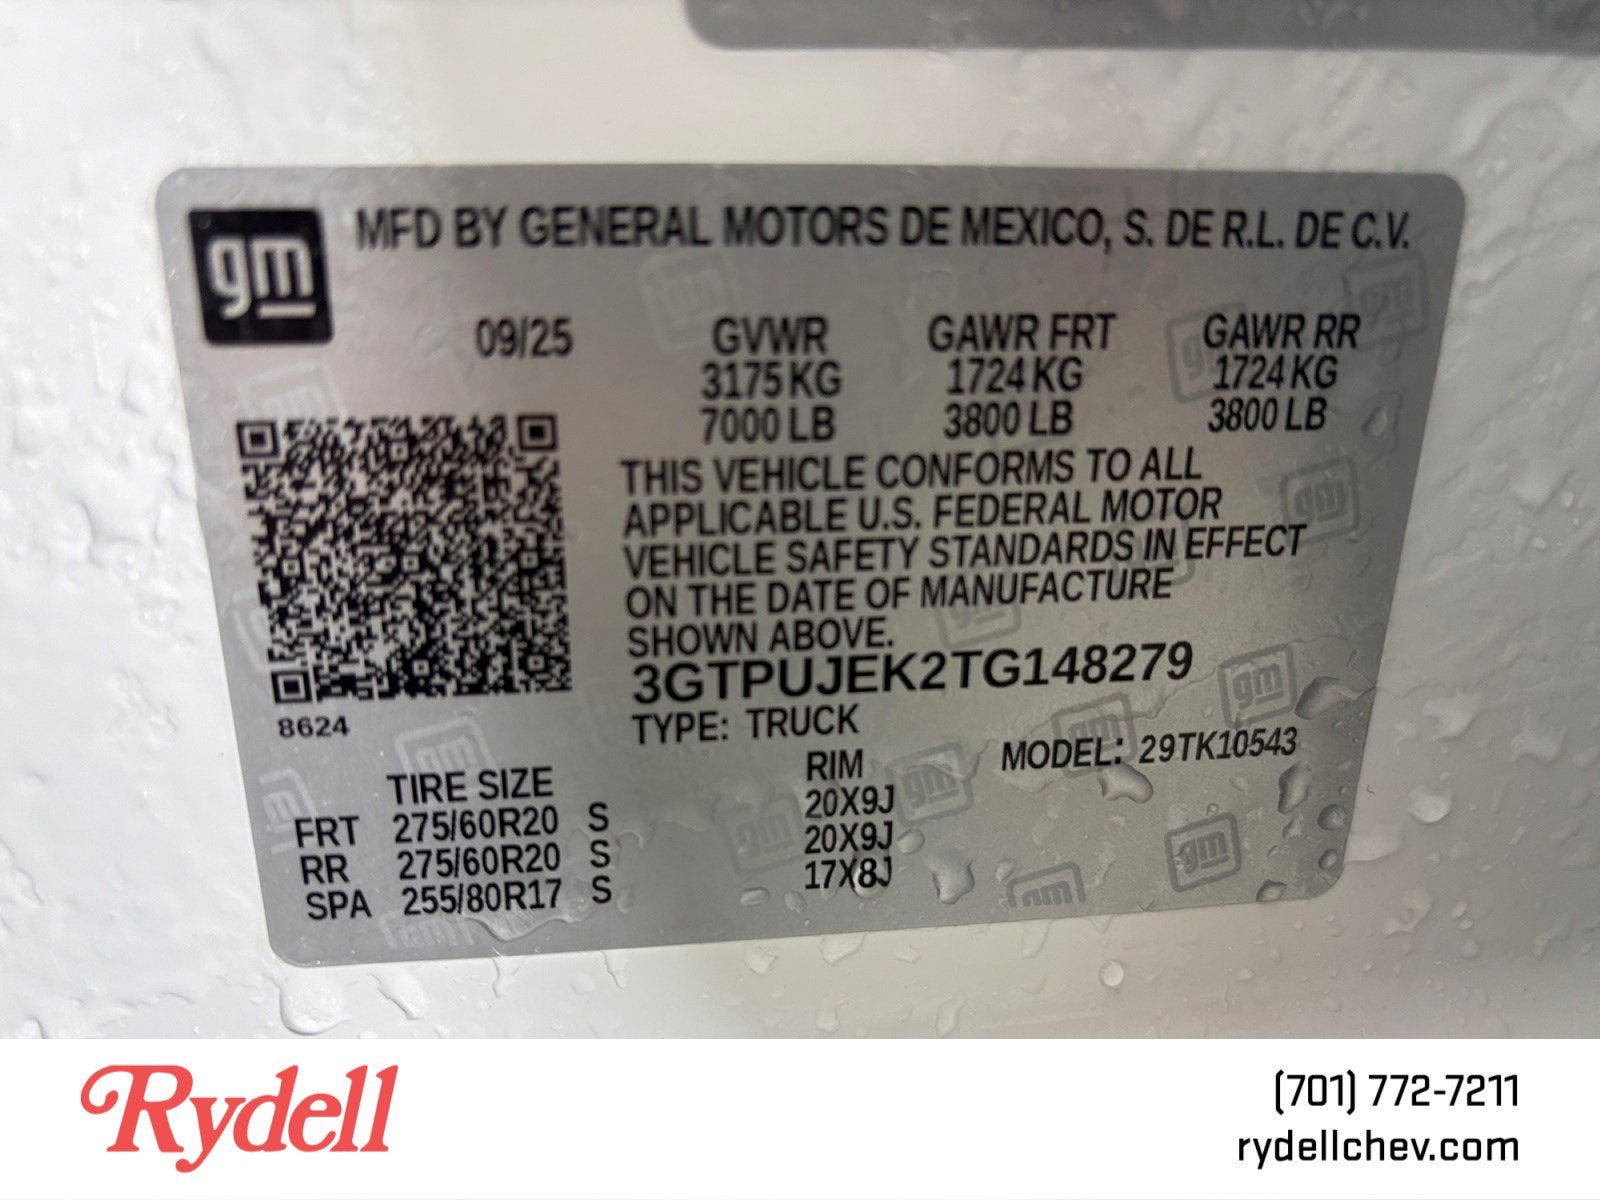 gm
MFD BY GENERAL MOTORS DE MEXICO, S. DE R.L. DE C.V.
09/25
GVWR GAWR FRT GAWR RR
3175 KG 1724 KG 1724 KG
7000 LB 3800 LB 3800 LB
THIS VEHICLE CONFORMS TO ALL
APPLICABLE U.S. FEDERAL MOTOR
VEHICLE SAFETY STANDARDS IN EFFECT
ON THE DATE OF MANUFACTURE
SHOWN ABOVE.
3GTPUJEK2TG148279
8624
TYPE: TRUCK
MODEL: 29TK10543
TIRE SIZE RIM
FRT 275/60R20 S 20X9J
RR 275/60R20 S 20X9J
SPA 255/80R17 S 17X8J
Rydell
(701) 772-7211
rydellchev.com